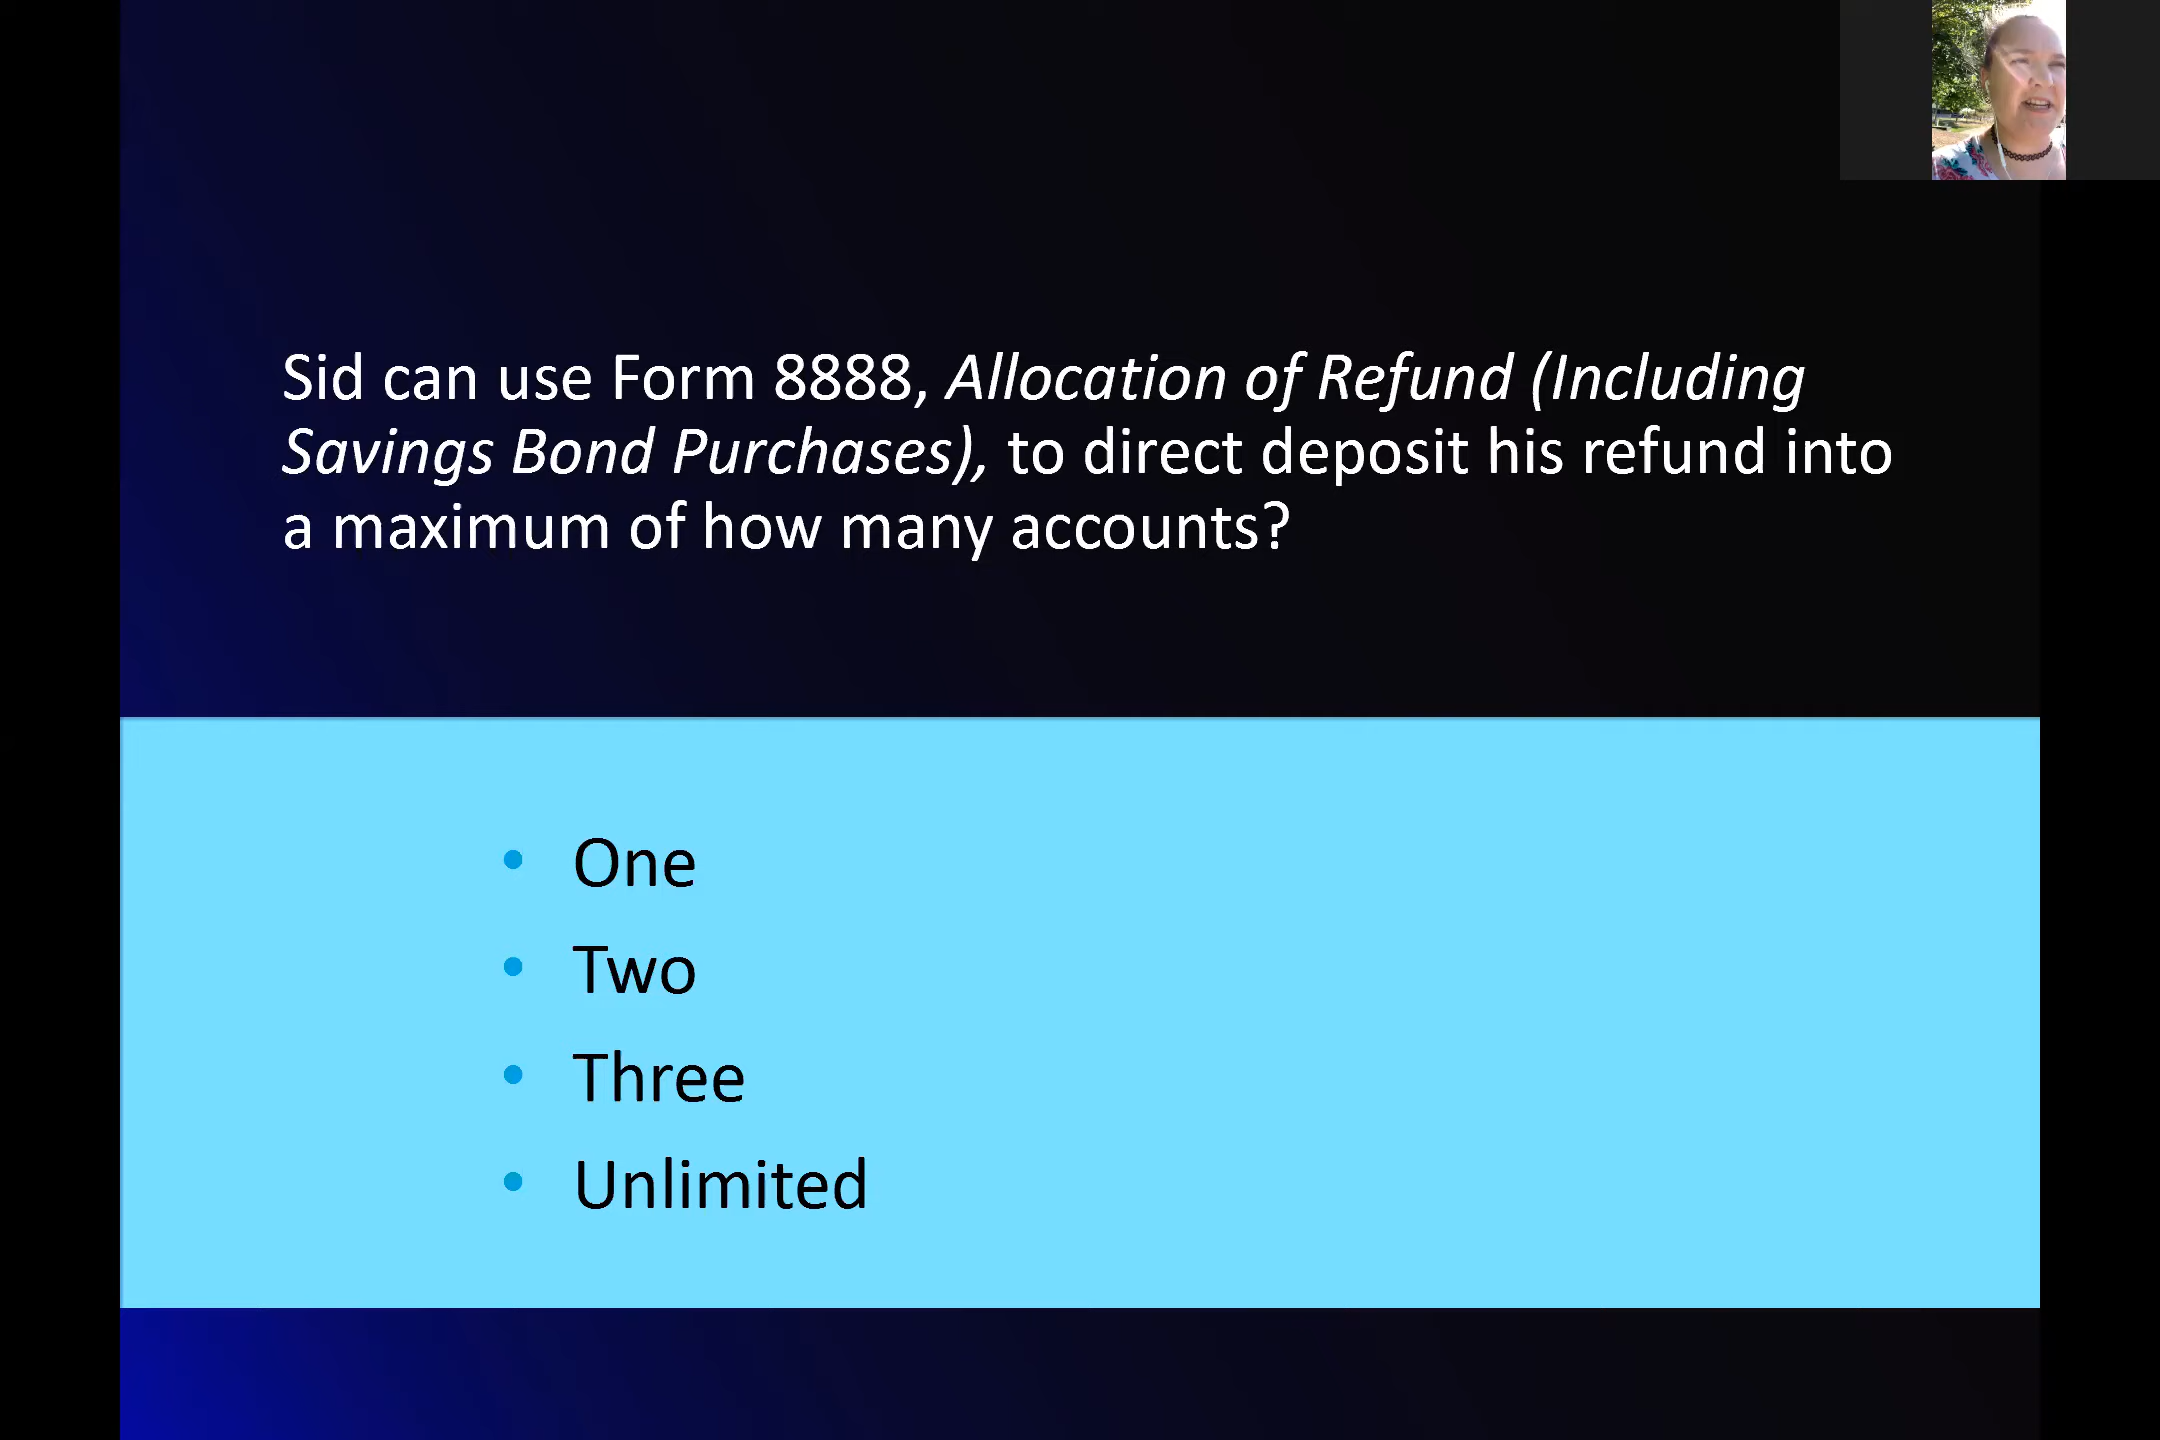 Sid can use Form 8888, Allocation of Refund (Including
Savings Bond Purchases), to direct deposit his refund into
a maximum of how many accounts?
• One
• Two
• Three
• Unlimited